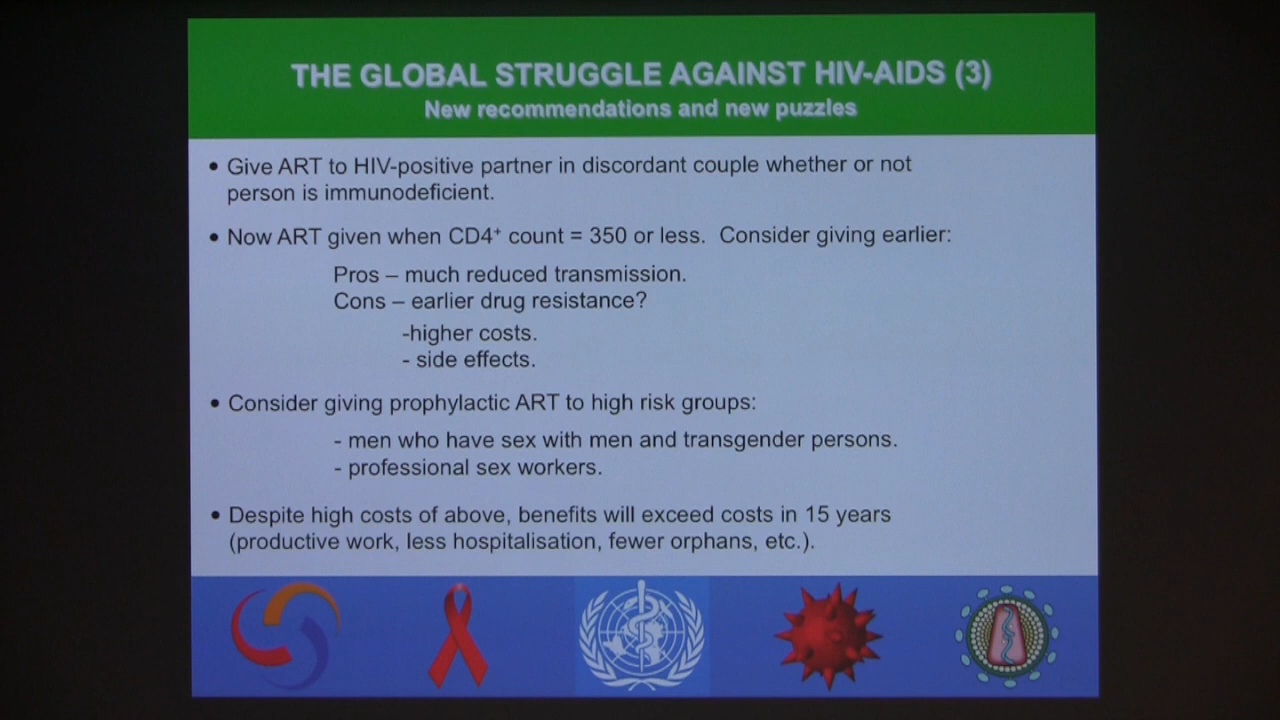 THE GLOBAL STRUGGLE AGAINST HIV-AIDS (3)
New recommendations and new puzzles
• Give ART to HIV-positive partner in discordant couple whether or not
person is immunodeficient.
• Now ART given when CD4⁺ count = 350 or less. Consider giving earlier:
Pros – much reduced transmission.
Cons – earlier drug resistance?
-higher costs.
- side effects.
• Consider giving prophylactic ART to high risk groups:
- men who have sex with men and transgender persons.
- professional sex workers.
• Despite high costs of above, benefits will exceed costs in 15 years
(productive work, less hospitalisation, fewer orphans, etc.).